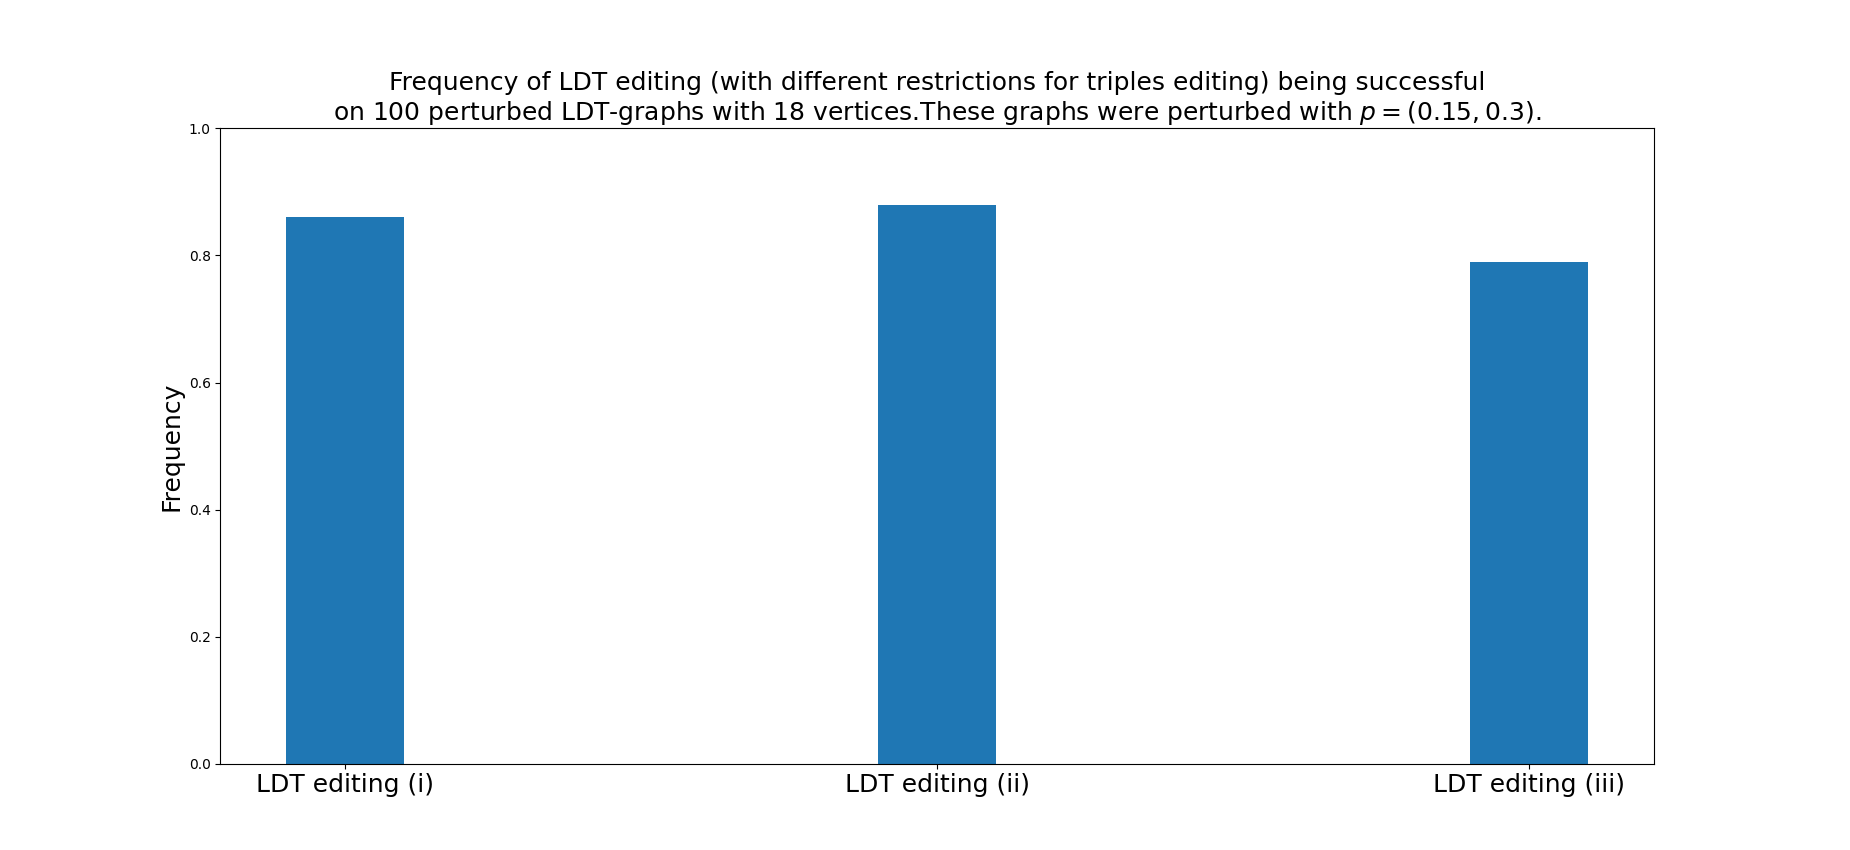 Frequency of LDT editing (with different restrictions for triples editing) being successful
on 100 perturbed LDT-graphs with 18 vertices.These graphs were perturbed with p = (0.15, 0.3).
1.0
0.8
0.6
0.4
0.2
0.0
Frequency
LDT editing (i)
LDT editing (ii)
LDT editing (iii)